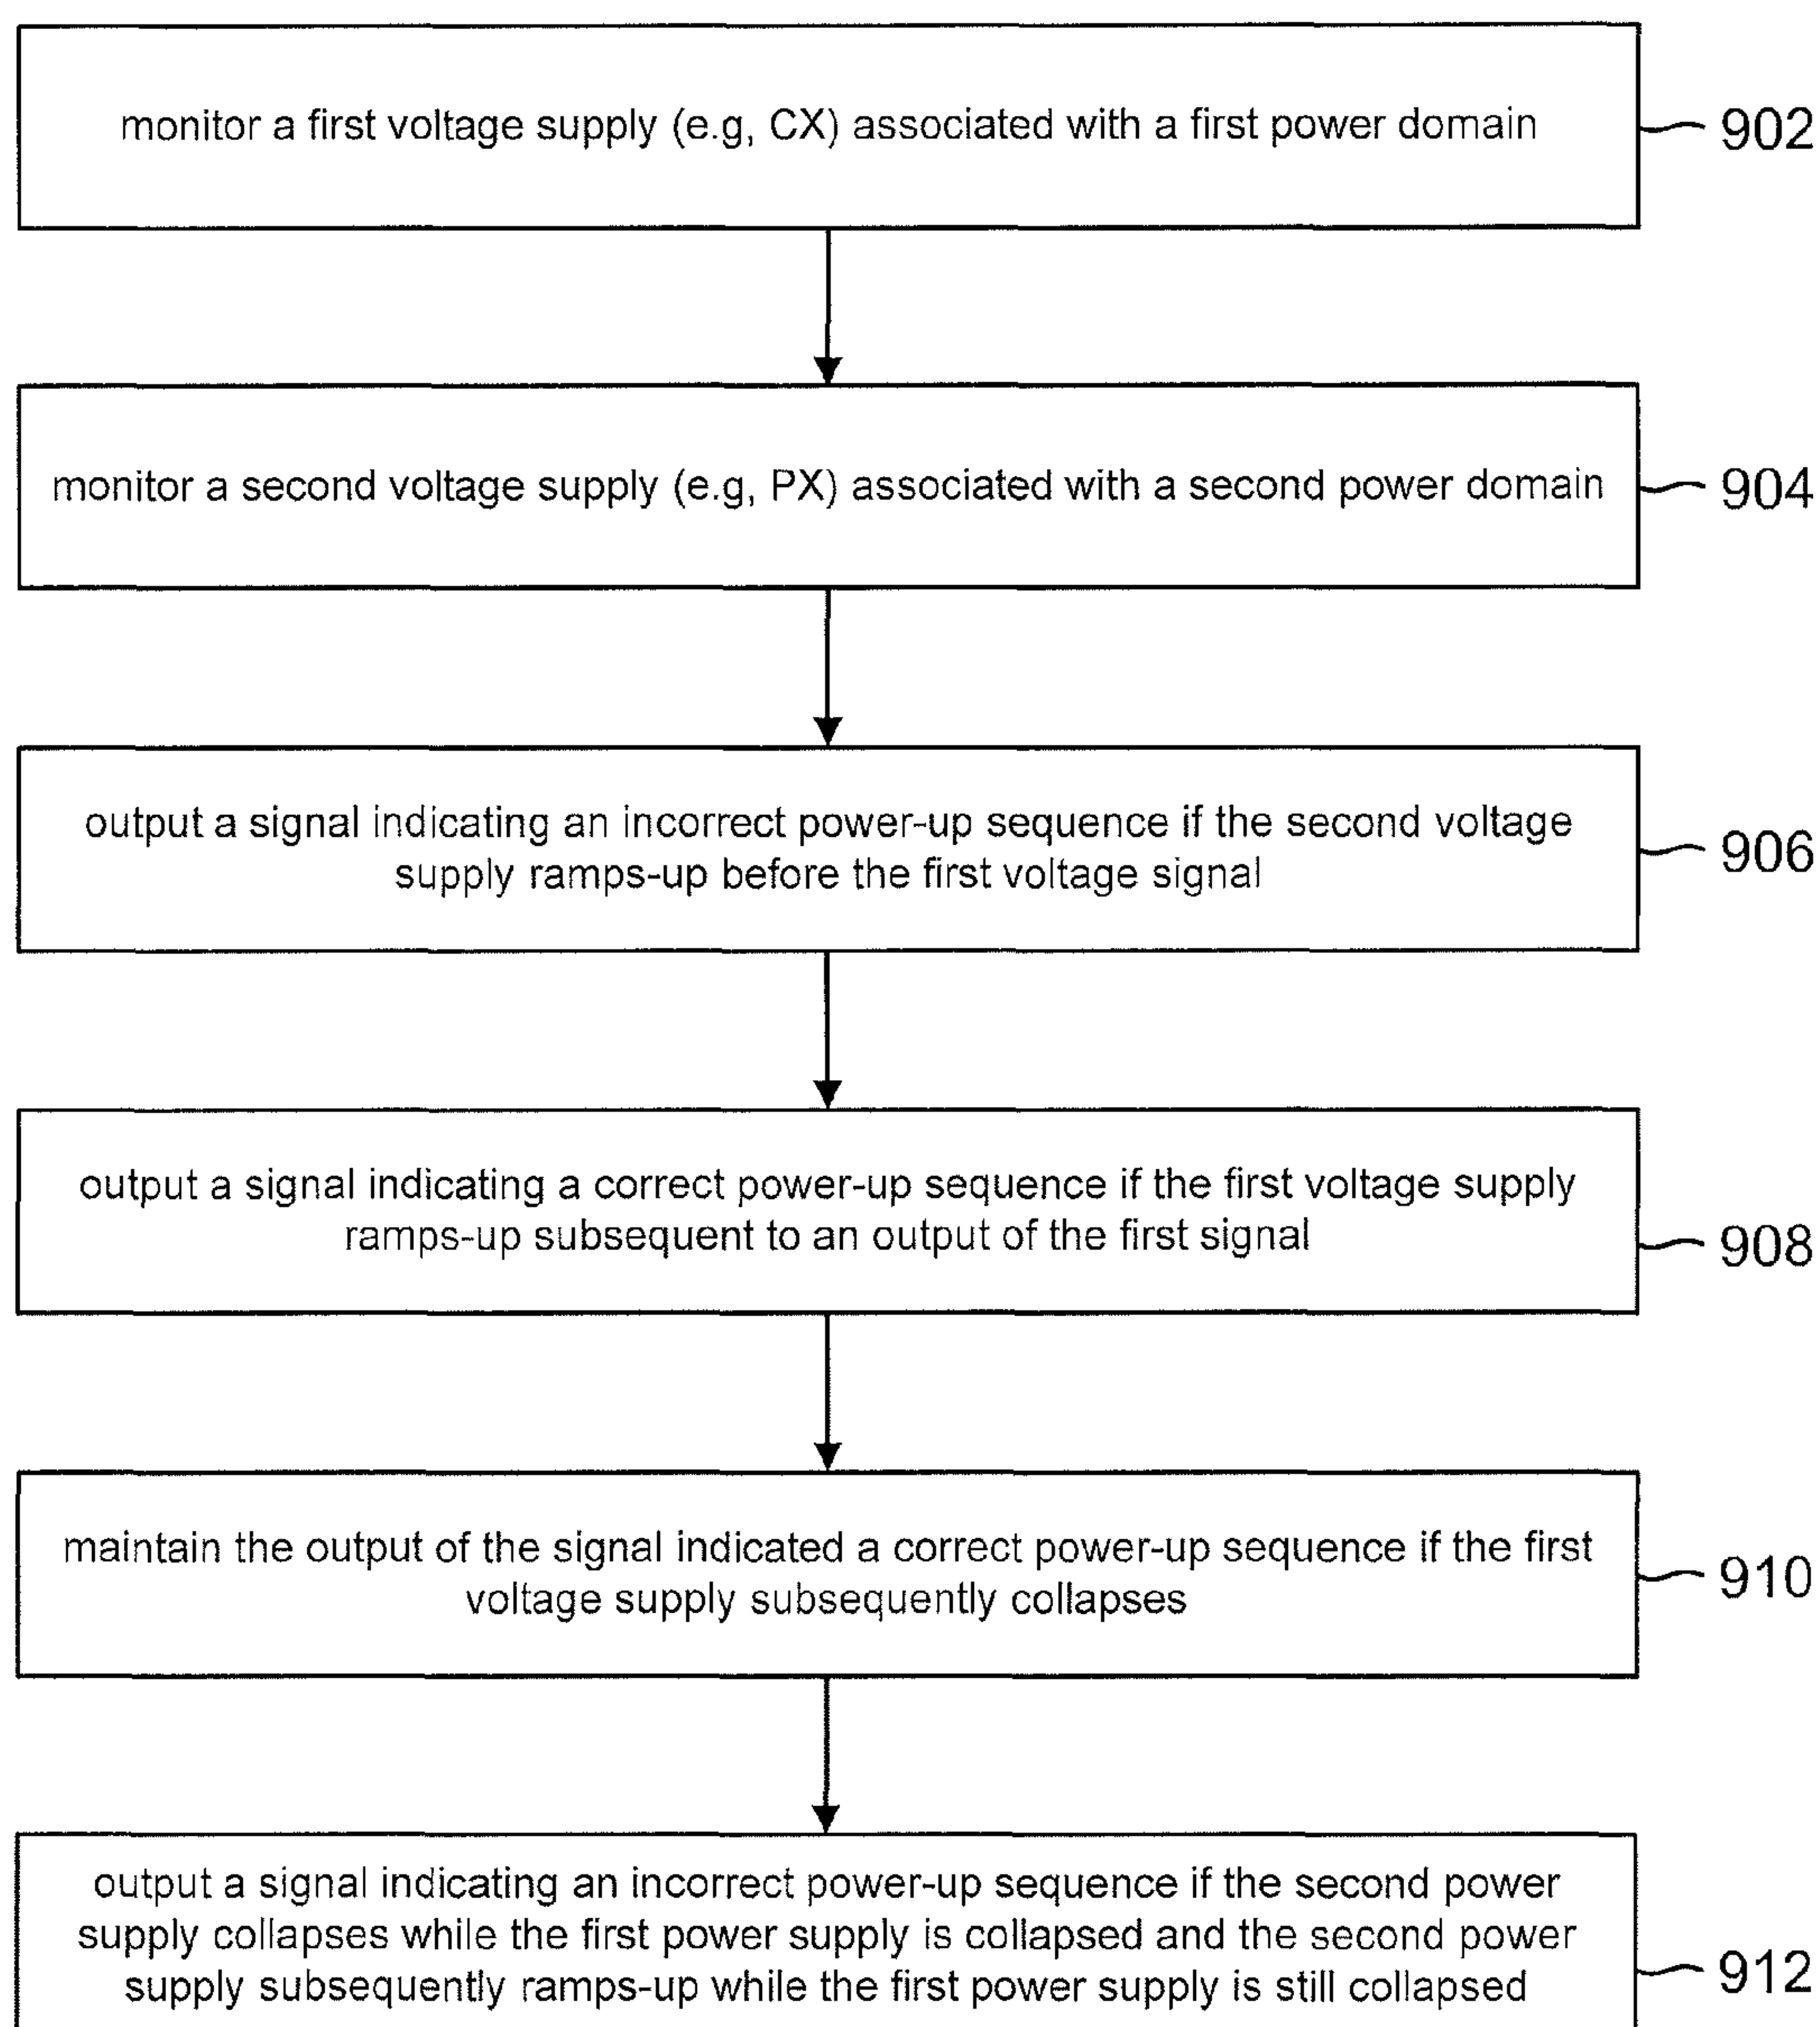 monitor a first voltage supply (e.g, CX) associated with a first power domain
902
monitor a second voltage supply (e.g, PX) associated with a second power domain
904
output a signal indicating an incorrect power-up sequence if the second voltage
supply ramps-up before the first voltage signal
906
output a signal indicating a correct power-up sequence if the first voltage supply
ramps-up subsequent to an output of the first signal
908
maintain the output of the signal indicated a correct power-up sequence if the first
voltage supply subsequently collapses
910
output a signal indicating an incorrect power-up sequence if the second power
supply collapses while the first power supply is collapsed and the second power
supply subsequently ramps-up while the first power supply is still collapsed
912